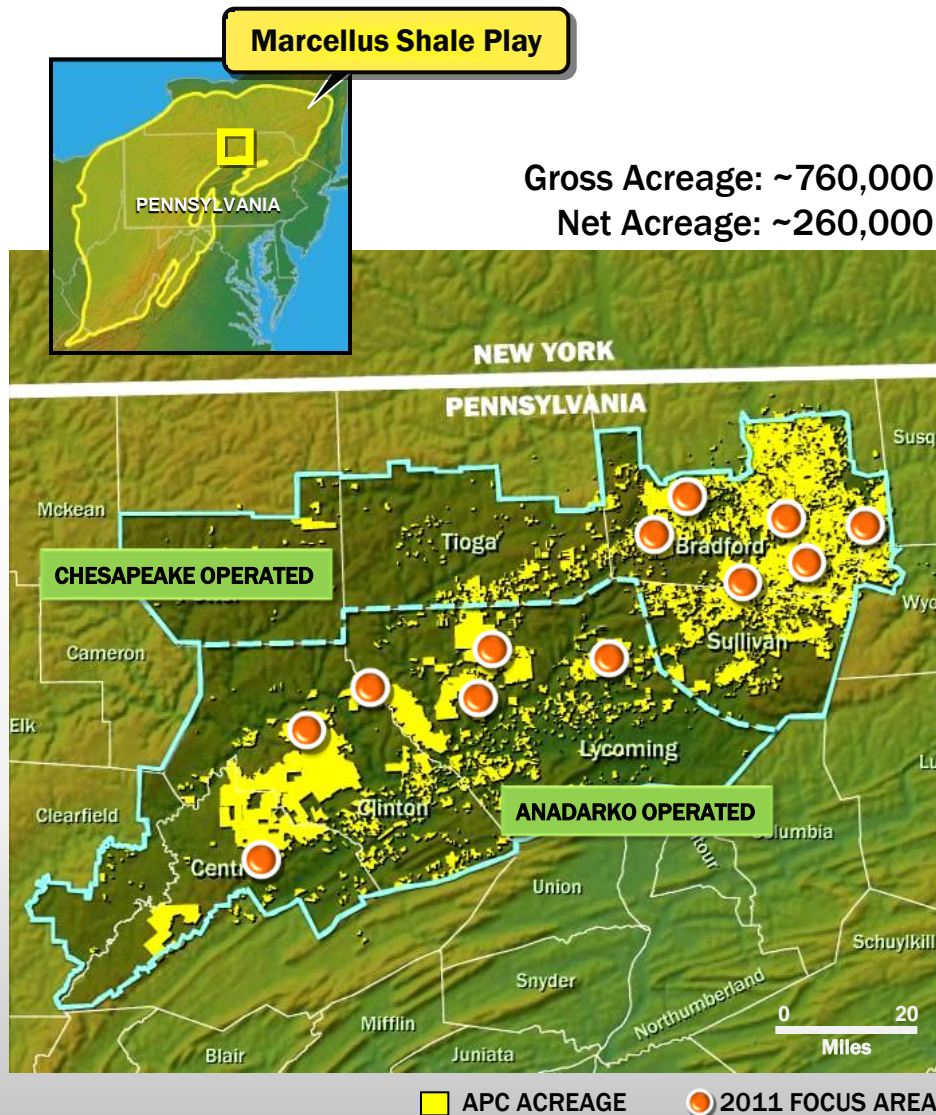 Marcellus Shale Play
PENNSYLVANIA
Gross Acreage: ~760,000
Net Acreage: ~260,000
NEW YORK
PENNSYLVANIA
Susq
Mckean
Tioga
Bradford
CHESAPEAKE OPERATED
Wyo
Cameron
Sullivan
Elk
Lycoming
Lu
Clearfield
Clinton
ANADARKO OPERATED
Columbia
tour
Centr
Union
Schuylkill
Snyder
Northumberland
Mifflin
Blair
Juniata
0 20
Miles
APC ACREAGE
2011 FOCUS AREA